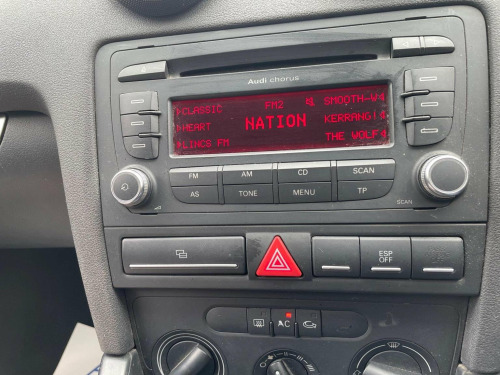 Audi chorus
CLASSIC FM2 SMOOTH-W
HEART NATION KERRANG!
LINCS FM THE WOLF
FM AM CD SCAN
AS TONE MENU TP
SCAN
ESP
OFF
AC